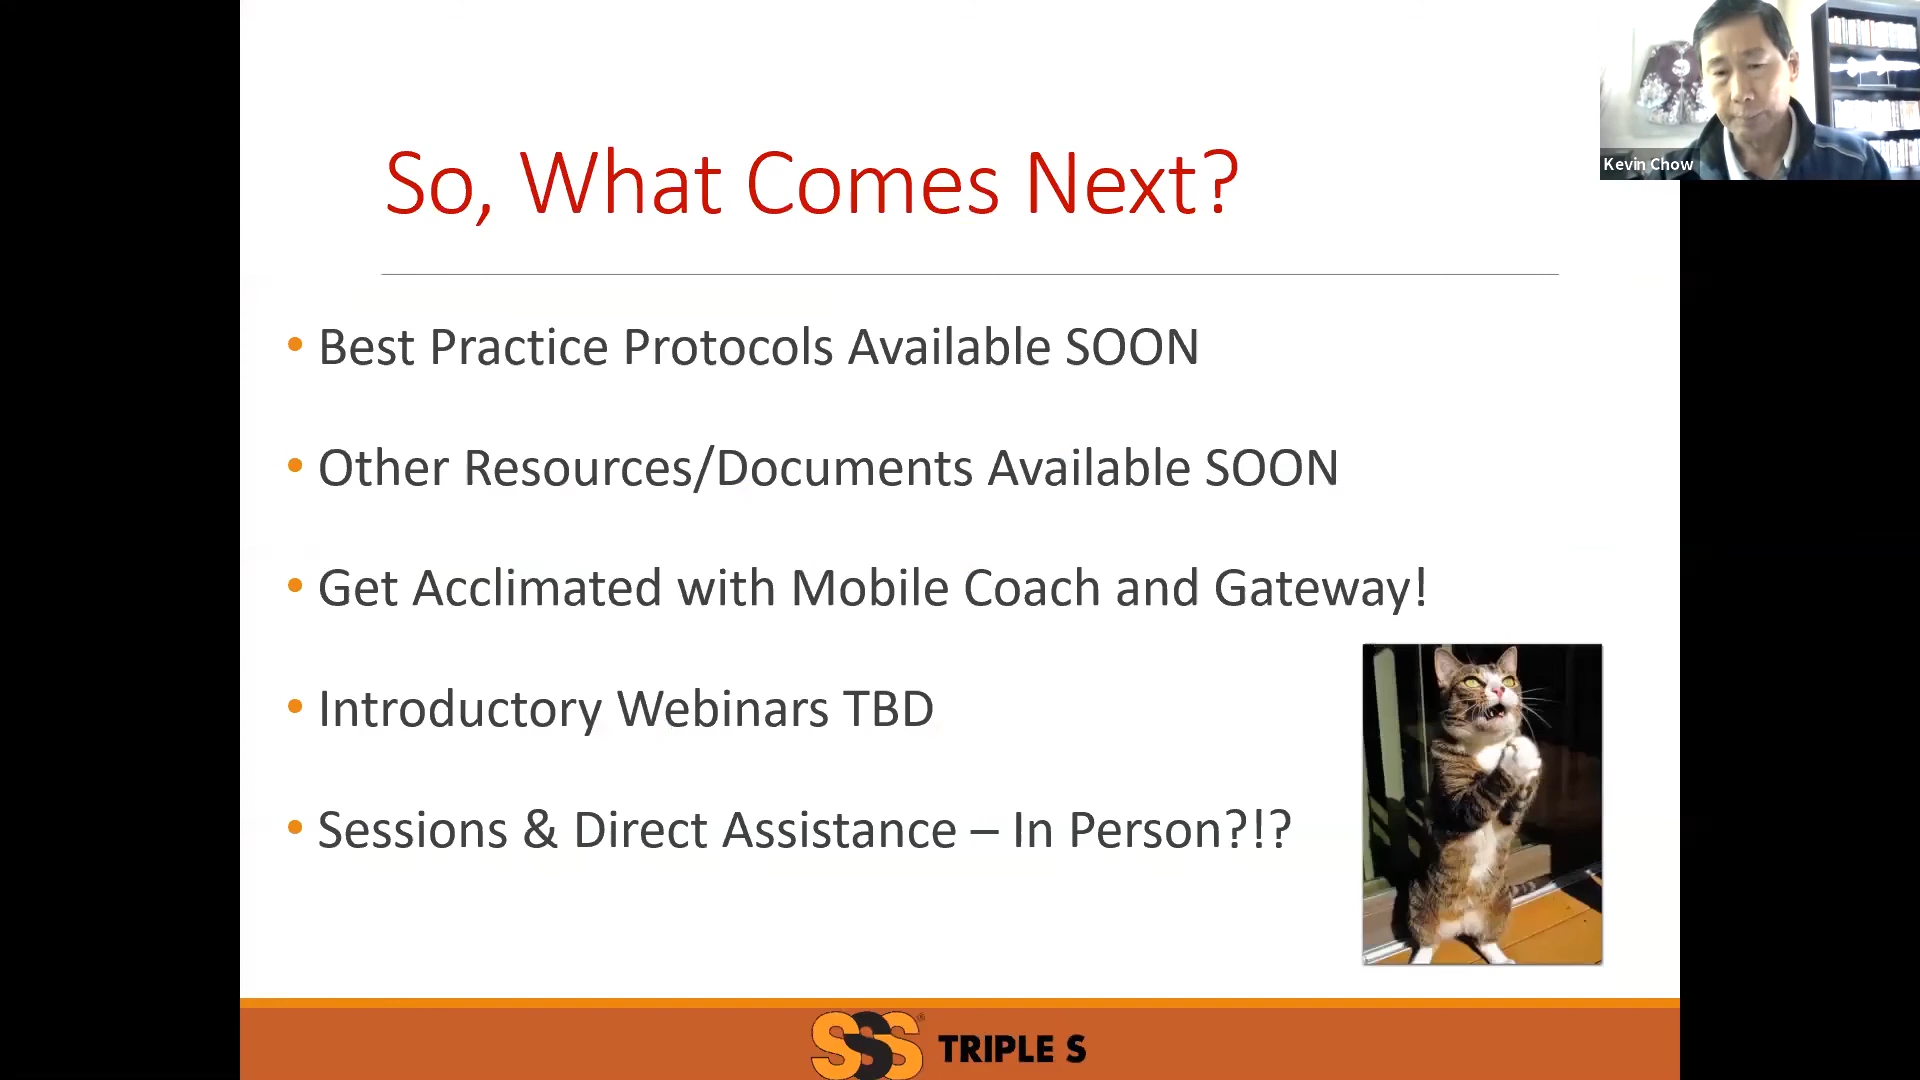 Kevin Chow
So, What Comes Next?
• Best Practice Protocols Available SOON
• Other Resources/Documents Available SOON
• Get Acclimated with Mobile Coach and Gateway!
• Introductory Webinars TBD
• Sessions & Direct Assistance – In Person?!?
SSS® TRIPLE S